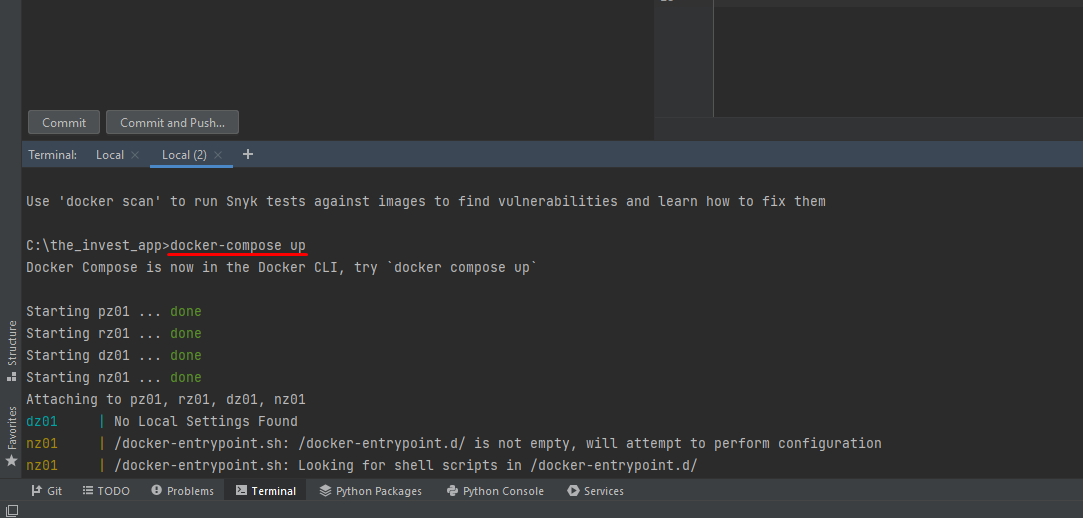 Commit
Commit and Push...
Terminal:
Local
Local (2)
Use 'docker scan' to run Snyk tests against images to find vulnerabilities and learn how to fix them
C:\the_invest_app>docker-compose up
Docker Compose is now in the Docker CLI, try `docker compose up`
Starting pz01 ... done
Starting rz01 ... done
Starting dz01 ... done
Starting nz01 ... done
Attaching to pz01, rz01, dz01, nz01
dz01 | No Local Settings Found
nz01 | /docker-entrypoint.sh: /docker-entrypoint.d/ is not empty, will attempt to perform configuration
nz01 | /docker-entrypoint.sh: Looking for shell scripts in /docker-entrypoint.d/
Structure
Favorites
Git
TODO
Problems
Terminal
Python Packages
Python Console
Services